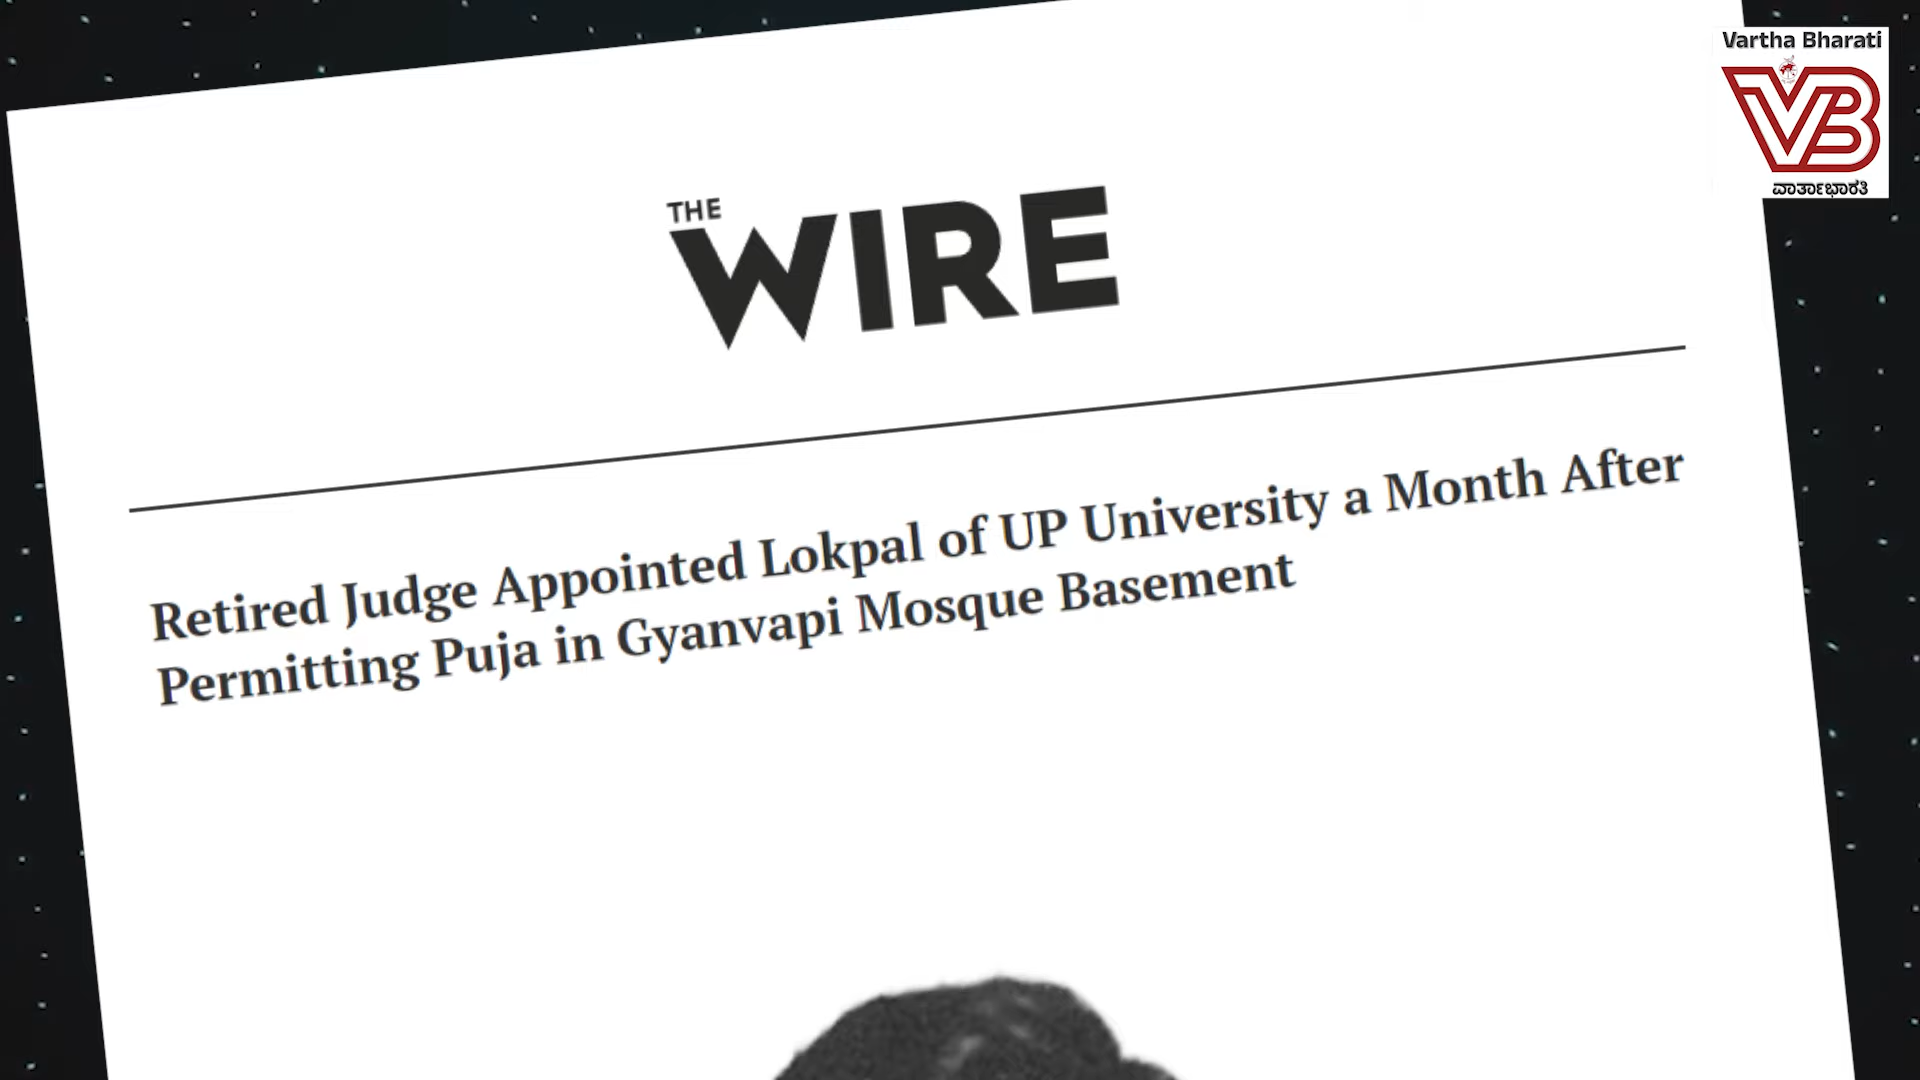 Vartha Bharati
VB
ವಾರ್ತಾಭಾರತಿ
THE
WIRE
Retired Judge Appointed Lokpal of UP University a Month After
Permitting Puja in Gyanvapi Mosque Basement